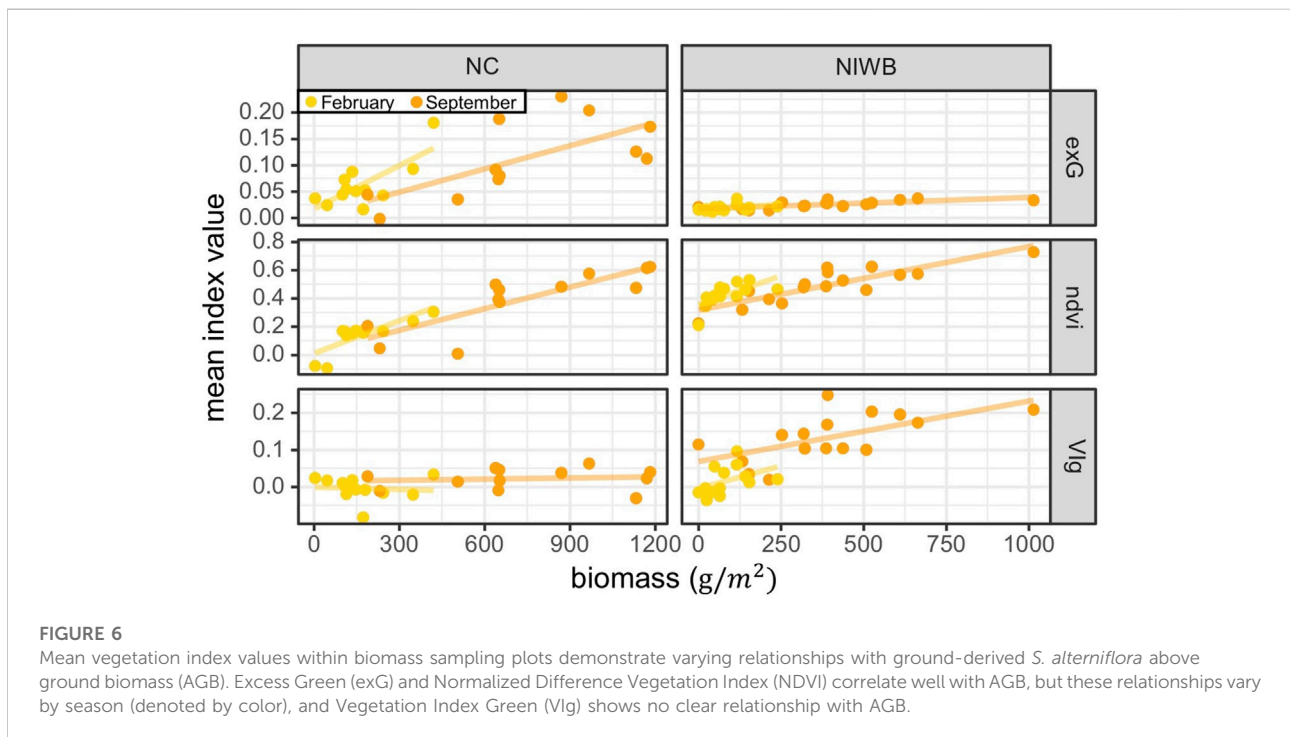 NC
NIWB
February
September
0.20
0.15
0.10
0.05
0.00
exG
0.8
0.6
0.4
0.2
0.0
ndvi
0.2
0.1
0.0
VIg
mean index value
0 300 600 900 1200
0 250 500 750 1000
biomass (g/m²)
FIGURE 6
Mean vegetation index values within biomass sampling plots demonstrate varying relationships with ground-derived S. alterniflora above
ground biomass (AGB). Excess Green (exG) and Normalized Difference Vegetation Index (NDVI) correlate well with AGB, but these relationships vary
by season (denoted by color), and Vegetation Index Green (VIg) shows no clear relationship with AGB.